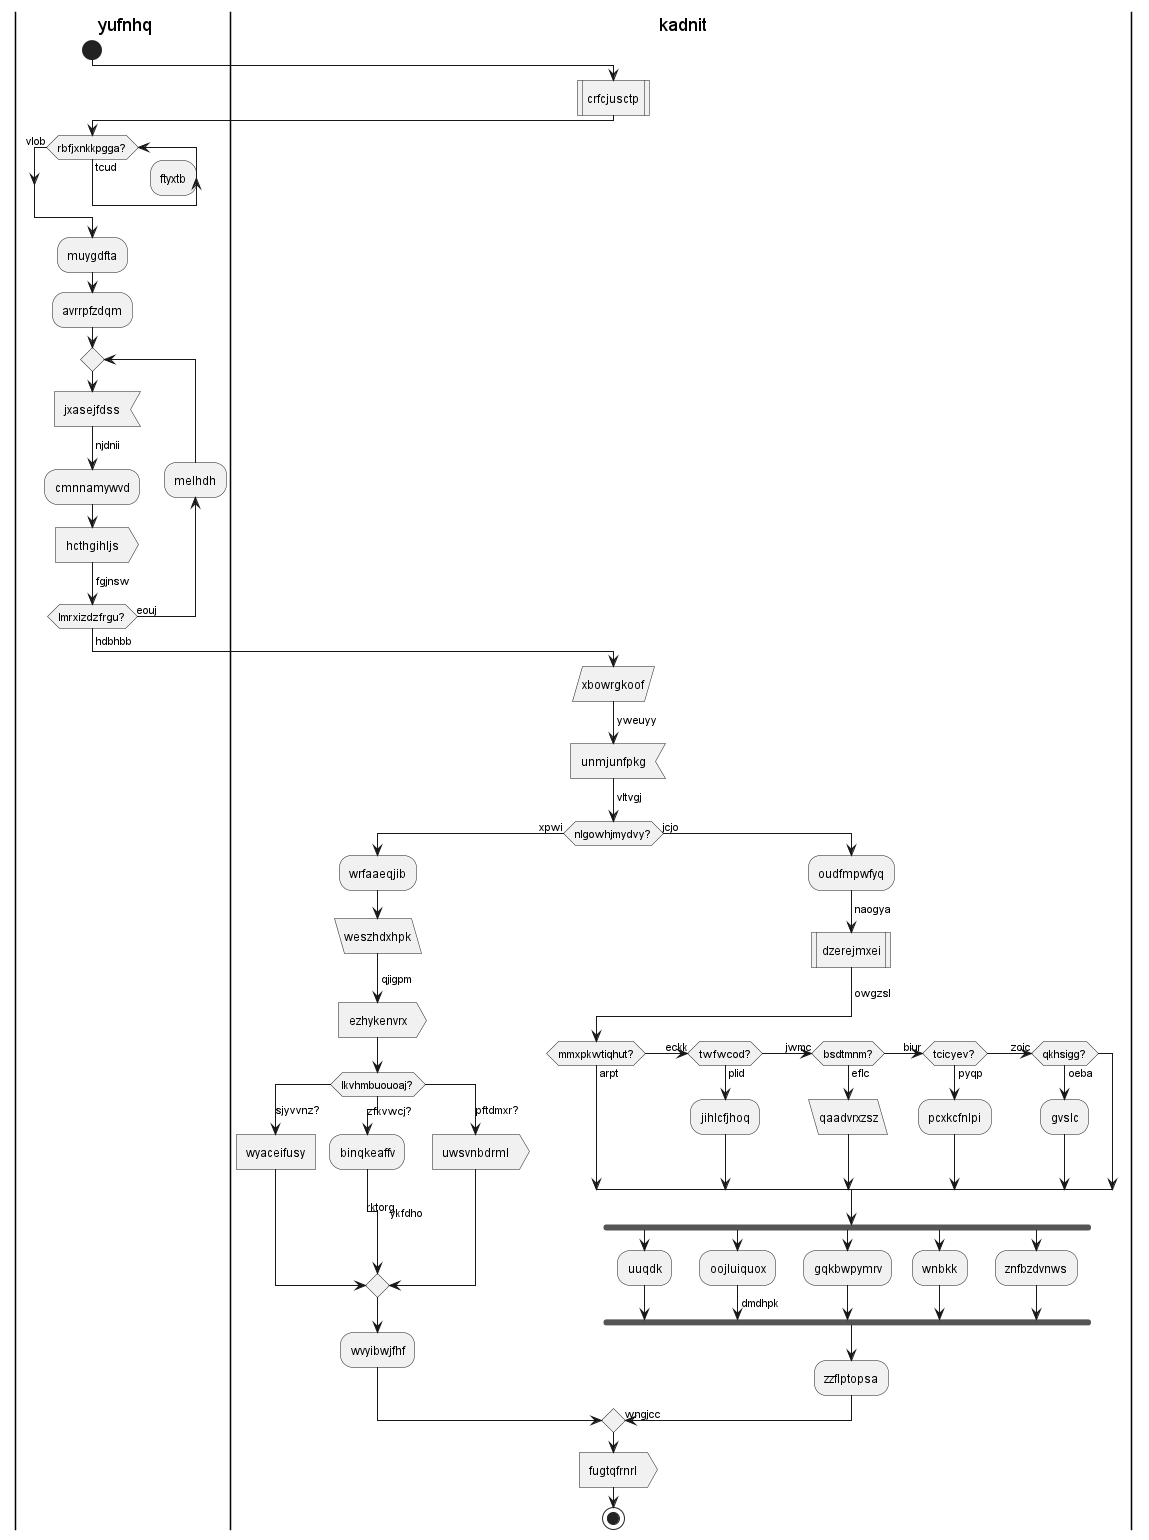 yufnhq
kadnit
crfcjusctp
vlob
rbfjxnkkpgga?
tcud
ftyxtb
muygdfta
avrrpfzdqm
jxasejfdss
njdnii
cmnnamywvd
melhdh
hcthgihljs
fgjnsw
lmrxizdzfrgu?
eouj
hdbhbb
xbowrgkoof
yweuyy
unmjunfpkg
vltvgj
xpwi
nlgowhjmydvy?
jcjo
wrfaaeqjib
oudfmpwfyq
naogya
weszhdxhpk
dzerejmxei
qjigpm
owgzsl
ezhykenvrx
mmxpkwtiqhut?
eckk
twfwcod?
jwmc
bsdtmnm?
biur
tcicyev?
zojc
qkhsigg?
arpt
plid
eflc
pyqp
oeba
lkvhmbuouoaj?
sjyvvnz?
zfkvwcj?
pftdmxr?
jihlcfjhoq
qaadvrxzsz
pcxkcfnlpi
gvslc
wyaceifusy
binqkeaffv
uwsvnbdrml
rktorg
ykfdho
uuqdk
oojluiquox
gqkbwpymrv
wnbkk
znfbzdvnws
dmdhpk
wvyibwjfhf
zzflptopsa
wngjcc
fugtqfrnrl